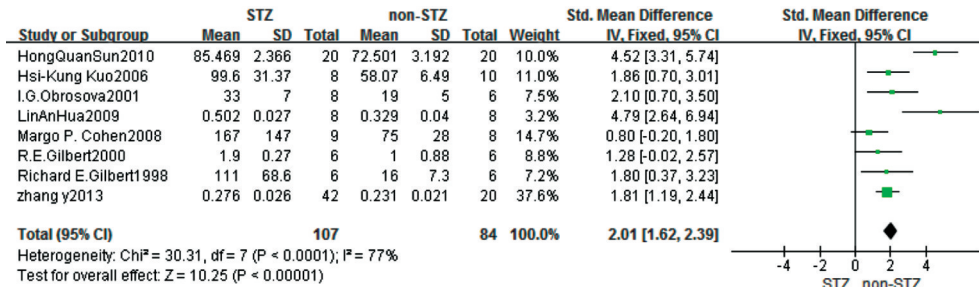 STZ non-STZ Std. Mean Difference Std. Mean Difference
Study or Subgroup Mean SD Total Mean SD Total Weight IV, Fixed, 95% CI IV, Fixed, 95% CI
HongQuanSun2010 85.469 2.366 20 72.501 3.192 20 10.0% 4.52 [3.31, 5.74]
Hsi-Kung Kuo2006 99.6 31.37 8 58.07 6.49 10 10.9% 1.86 [0.70, 3.01]
I.G.Obrosova2001 33 7 8 19 5 6 7.5% 2.10 [0.70, 3.50]
LinAnHua2009 0.502 0.027 8 0.329 0.04 8 3.2% 4.79 [2.64, 6.94]
Margo P. Cohen2008 167 147 9 75 28 8 14.7% 0.80 [-0.20, 1.80]
R.E.Gilbert2000 1.9 0.27 6 1 0.88 6 8.8% 1.28 [-0.02, 2.57]
Richard E.Gilbert1998 111 68.6 6 16 7.3 6 7.2% 1.80 [0.37, 3.23]
zhang y2013 0.276 0.026 42 0.231 0.021 20 37.6% 1.81 [1.19, 2.44]
Total (95% CI) 107 84 100.0% 2.01 [1.62, 2.39]
Heterogeneity: Chi² = 30.31, df = 7 (P < 0.0001); I² = 77%
Test for overall effect: Z = 10.25 (P < 0.00001)
-4 -2 0 2 4
STZ non-STZ